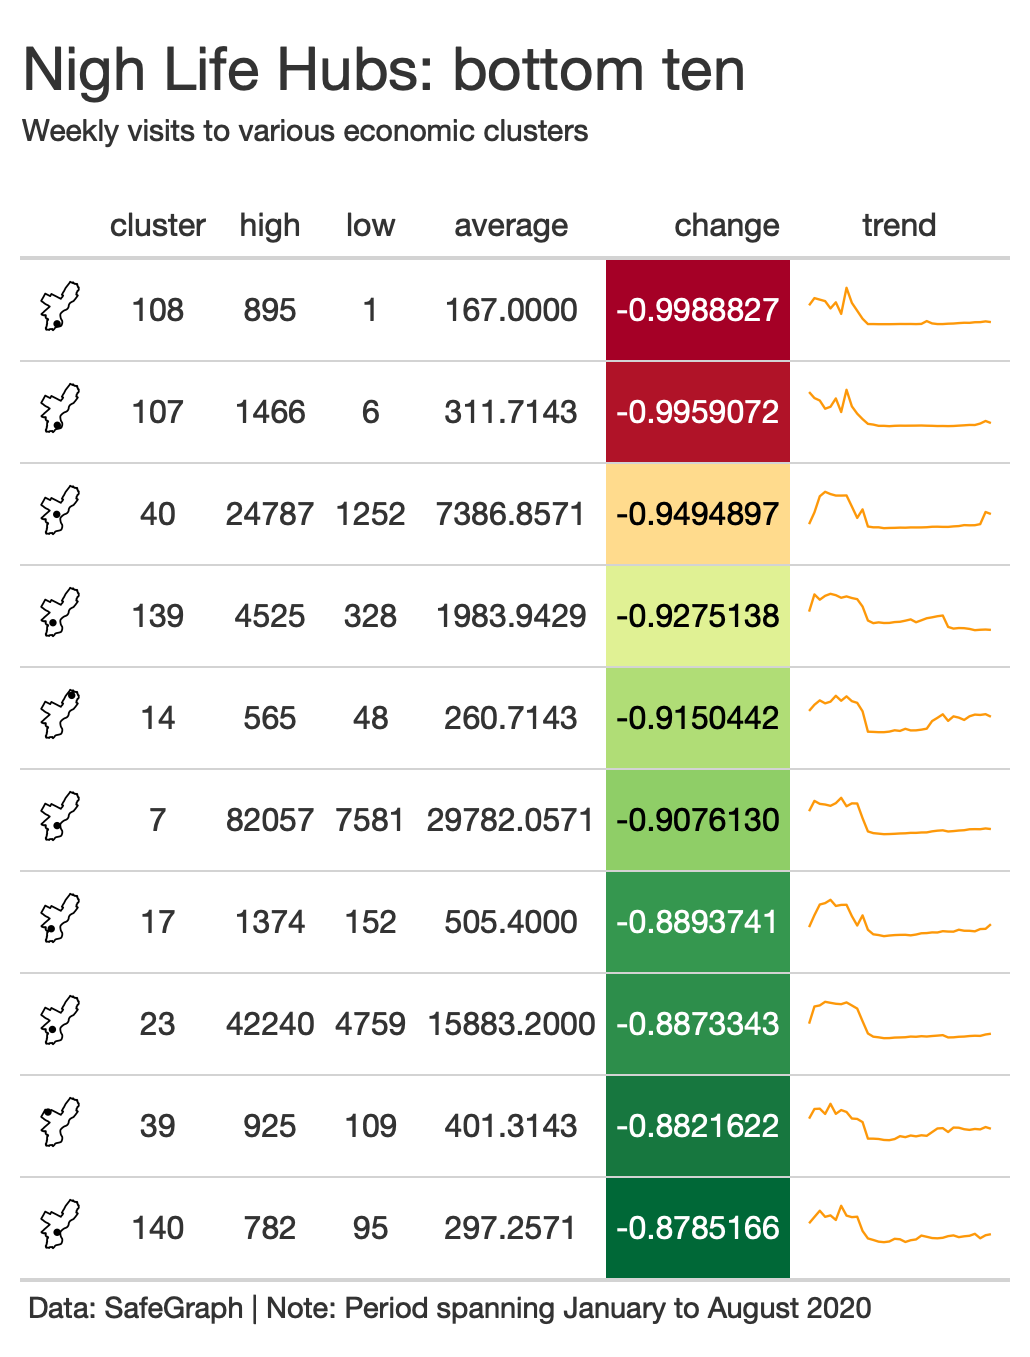 Nigh Life Hubs: bottom ten
Weekly visits to various economic clusters
cluster high low average change trend
108 895 1 167.0000 -0.9988827
107 1466 6 311.7143 -0.9959072
40 24787 1252 7386.8571 -0.9494897
139 4525 328 1983.9429 -0.9275138
14 565 48 260.7143 -0.9150442
7 82057 7581 29782.0571 -0.9076130
17 1374 152 505.4000 -0.8893741
23 42240 4759 15883.2000 -0.8873343
39 925 109 401.3143 -0.8821622
140 782 95 297.2571 -0.8785166
Data: SafeGraph | Note: Period spanning January to August 2020